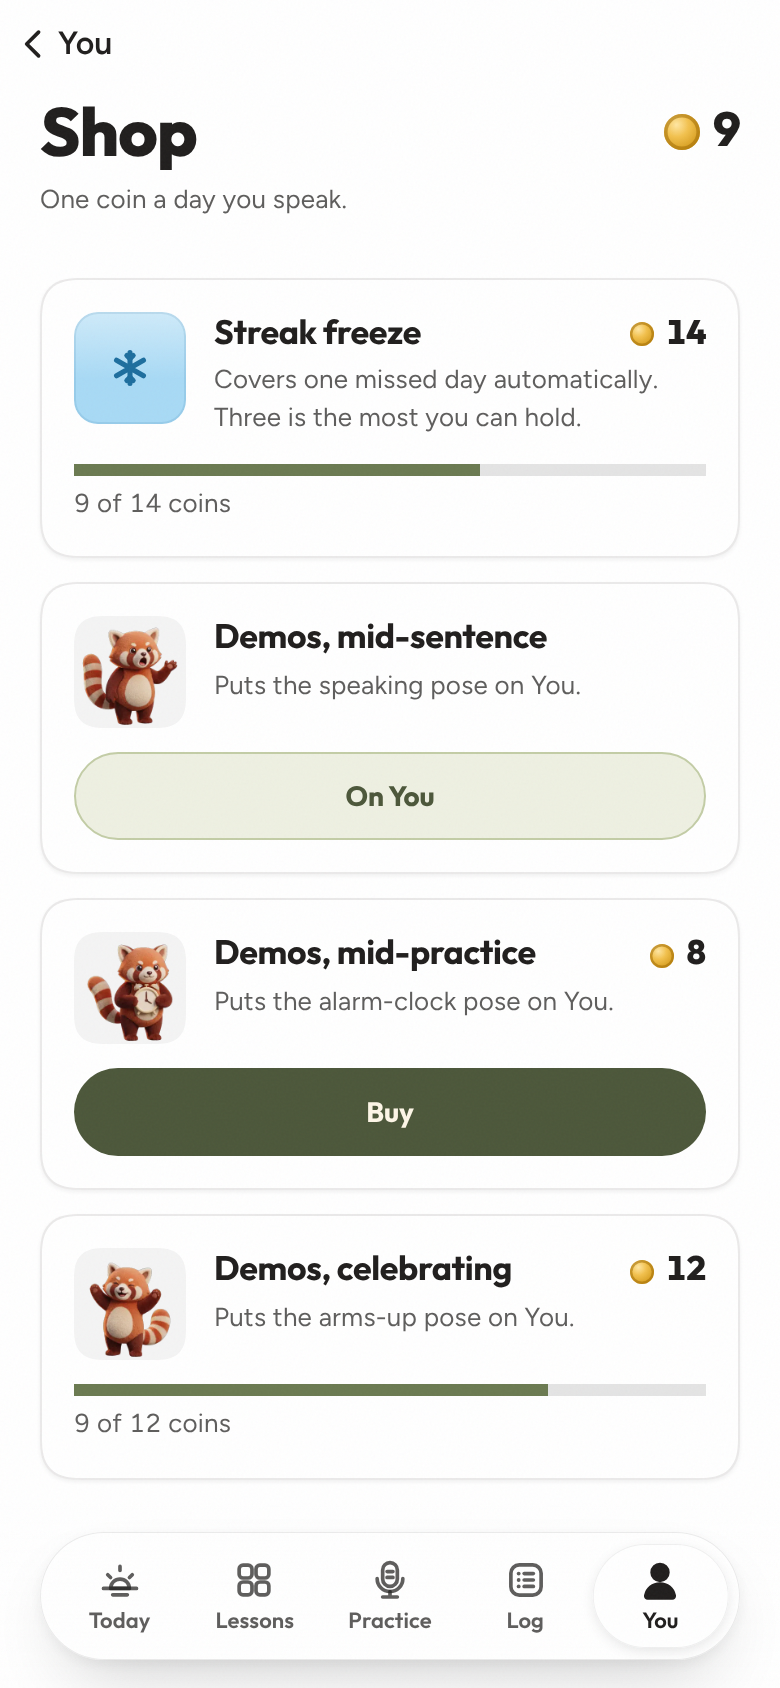 You
Shop
9
One coin a day you speak.
Streak freeze
14
Covers one missed day automatically.
Three is the most you can hold.
9 of 14 coins
Demos, mid-sentence
Puts the speaking pose on You.
On You
Demos, mid-practice
8
Puts the alarm-clock pose on You.
Buy
Demos, celebrating
12
Puts the arms-up pose on You.
9 of 12 coins
Today
Lessons
Practice
Log
You